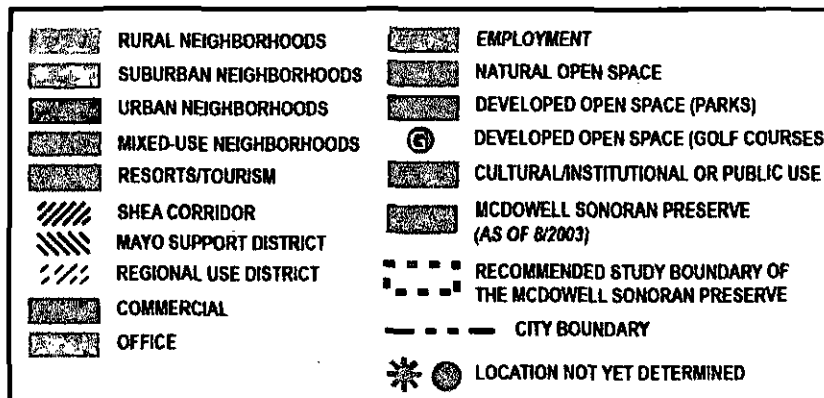 RURAL NEIGHBORHOODS
SUBURBAN NEIGHBORHOODS
URBAN NEIGHBORHOODS
MIXED-USE NEIGHBORHOODS
RESORTS/TOURISM
SHEA CORRIDOR
MAYO SUPPORT DISTRICT
REGIONAL USE DISTRICT
COMMERCIAL
OFFICE
EMPLOYMENT
NATURAL OPEN SPACE
DEVELOPED OPEN SPACE (PARKS)
DEVELOPED OPEN SPACE (GOLF COURSES
CULTURAL/INSTITUTIONAL OR PUBLIC USE
MCDOWELL SONORAN PRESERVE
(AS OF 8/2003)
RECOMMENDED STUDY BOUNDARY OF
THE MCDOWELL SONORAN PRESERVE
CITY BOUNDARY
LOCATION NOT YET DETERMINED